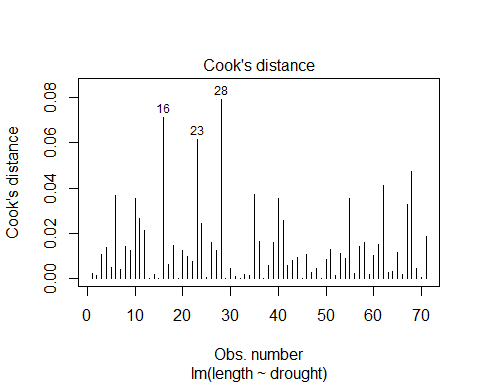 Cook's distance
Cook's distance
0.08
0.06
0.04
0.02
0.00
28
16
23
0 10 20 30 40 50 60 70
Obs. number
lm(length ~ drought)